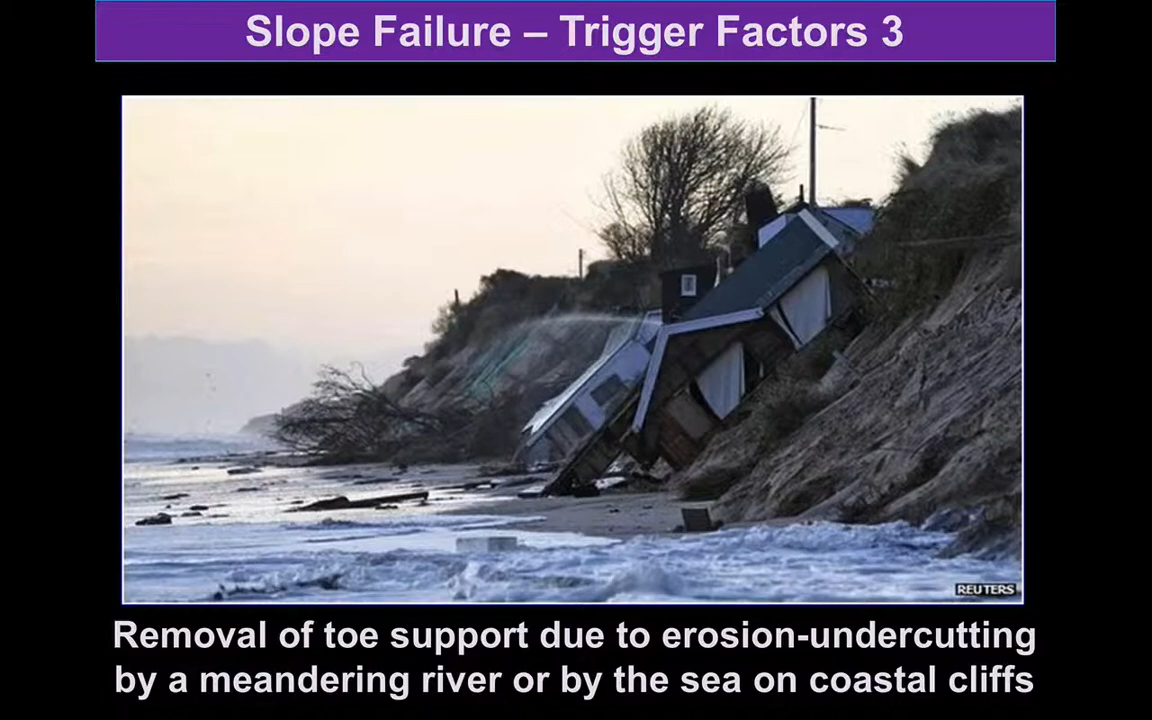 Slope Failure – Trigger Factors 3
REUTERS
Removal of toe support due to erosion-undercutting
by a meandering river or by the sea on coastal cliffs